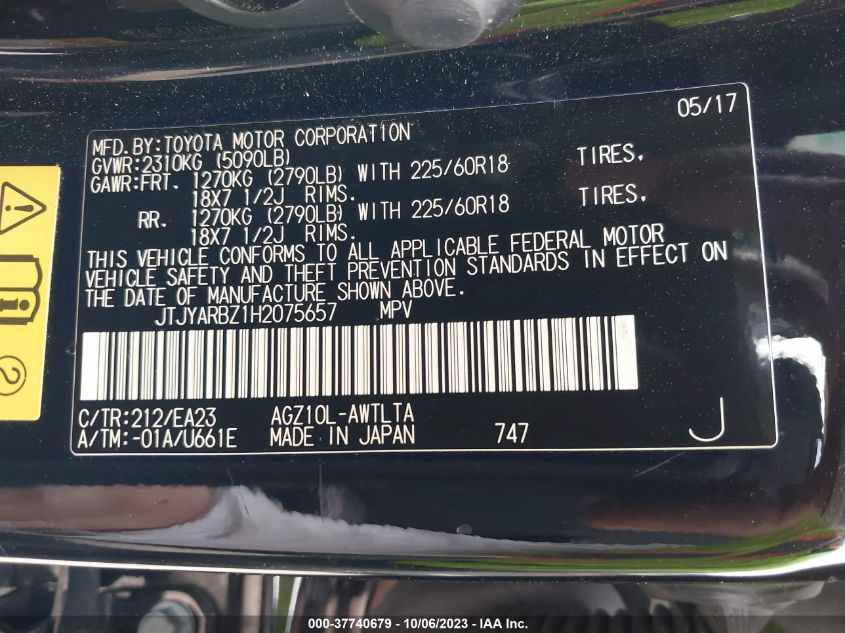 05/17
MFD.BY:TOYOTA MOTOR CORPORATION
GVWR:2310KG (5090LB)
GAWR:FRT. 1270KG (2790LB) WITH 225/60R18 TIRES,
18X7 1/2J RIMS.
RR. 1270KG (2790LB) WITH 225/60R18 TIRES,
18X7 1/2J RIMS.
THIS VEHICLE CONFORMS TO ALL APPLICABLE FEDERAL MOTOR
VEHICLE SAFETY AND THEFT PREVENTION STANDARDS IN EFFECT ON
THE DATE OF MANUFACTURE SHOWN ABOVE.
JTJYARBZ1H2075657 MPV
C/TR:212/EA23 AGZ10L-AWTLTA
A/TM:-01A/U661E MADE IN JAPAN 747 J
000-37740679 - 10/06/2023 - IAA Inc.